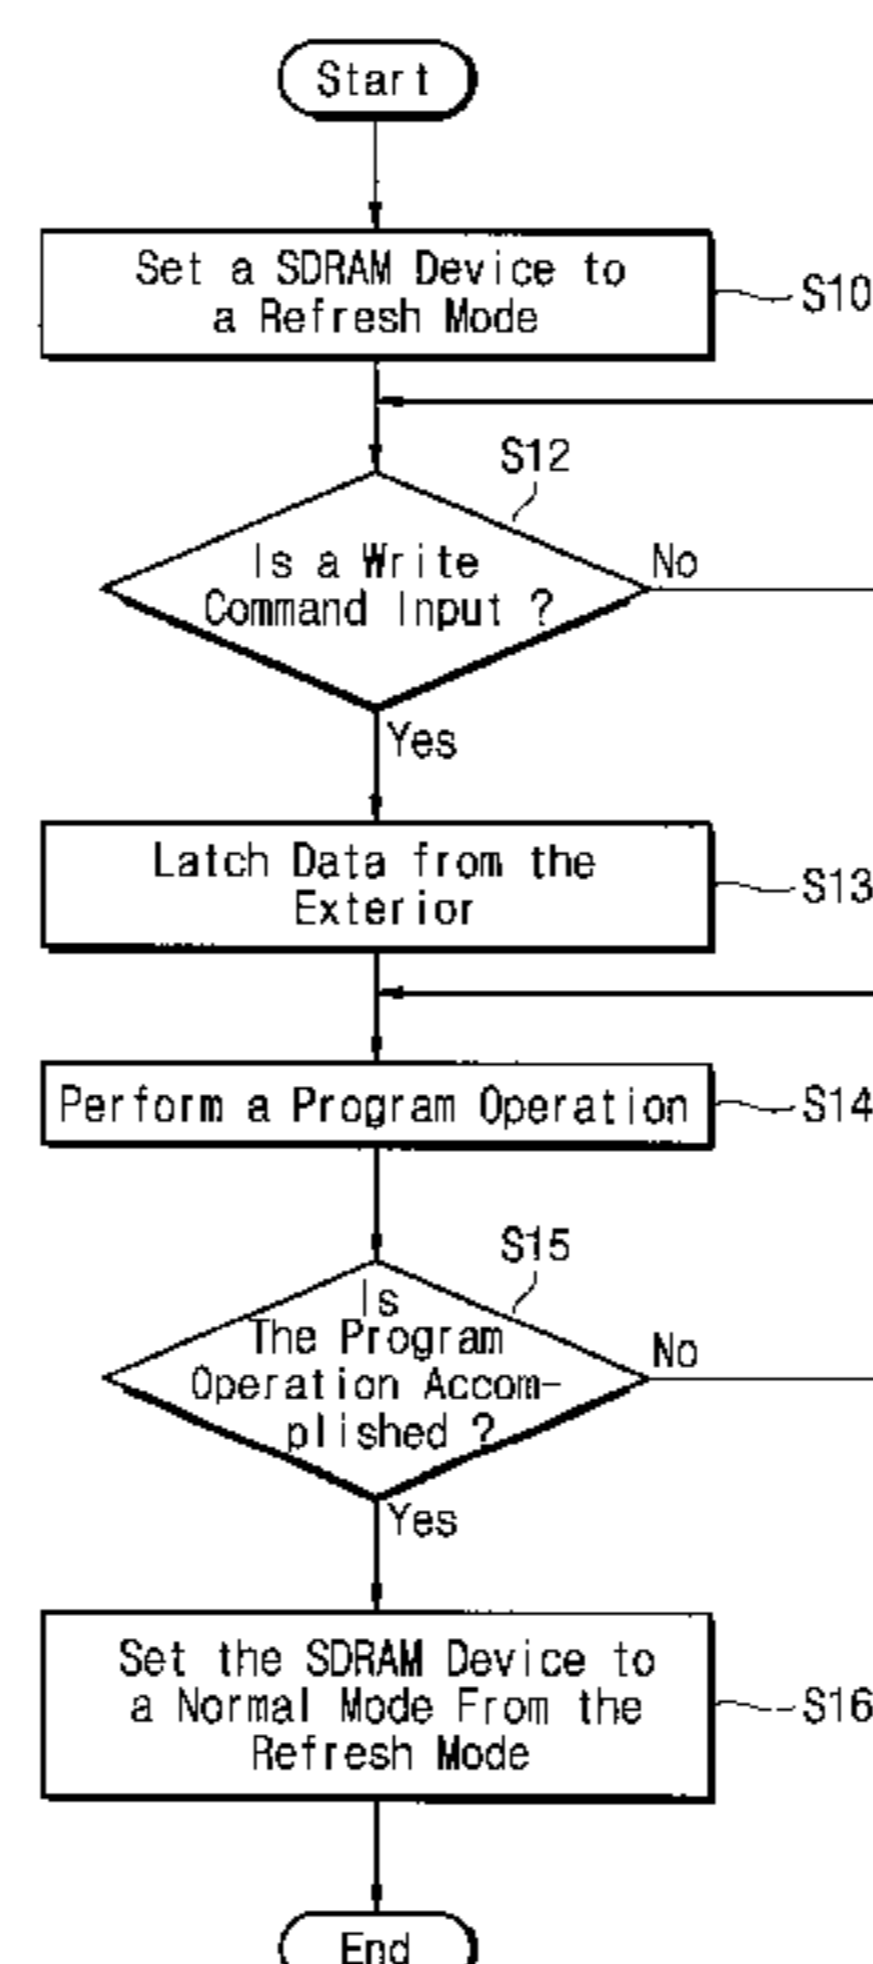 Start
Set a SDRAM Device to
a Refresh Mode
S10
S12
Is a Write
Command Input ?
No
Yes
Latch Data from the
Exterior
S13
Perform a Program Operation
S14
S15
Is
The Program
Operation Accom-
plished ?
No
Yes
Set the SDRAM Device to
a Normal Mode From the
Refresh Mode
S16
End